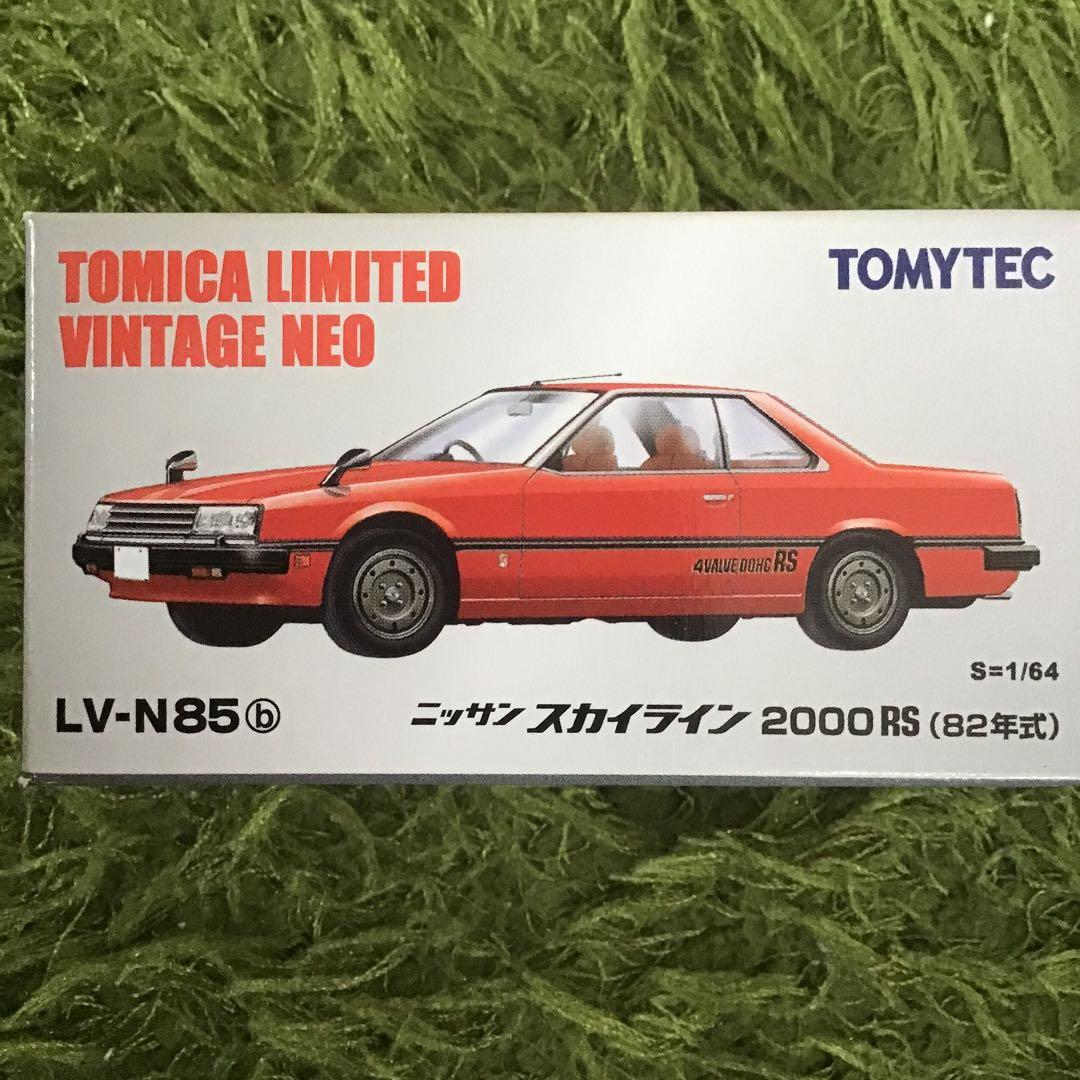 TOMICA LIMITED
VINTAGE NEO
TOMYTEC
4VALVE DOHC RS
S=1/64
LV-N85ⓑ
ニッサン スカイライン 2000RS (82年式)